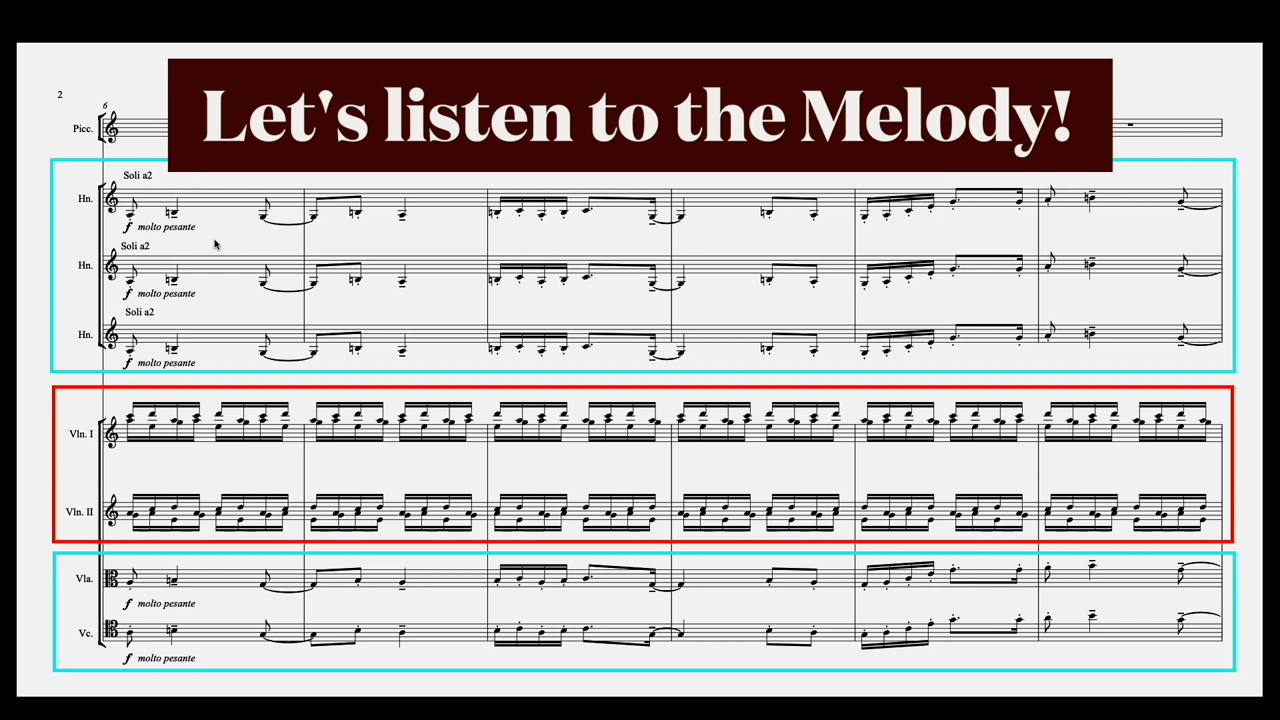 Let's listen to the Melody!
2
6
Picc.
Soli a2
Hn.
f molto pesante
Soli a2
Hn.
f molto pesante
Soli a2
Hn.
f molto pesante
Vln. I
Vln. II
Vla.
f molto pesante
Vc.
f molto pesante